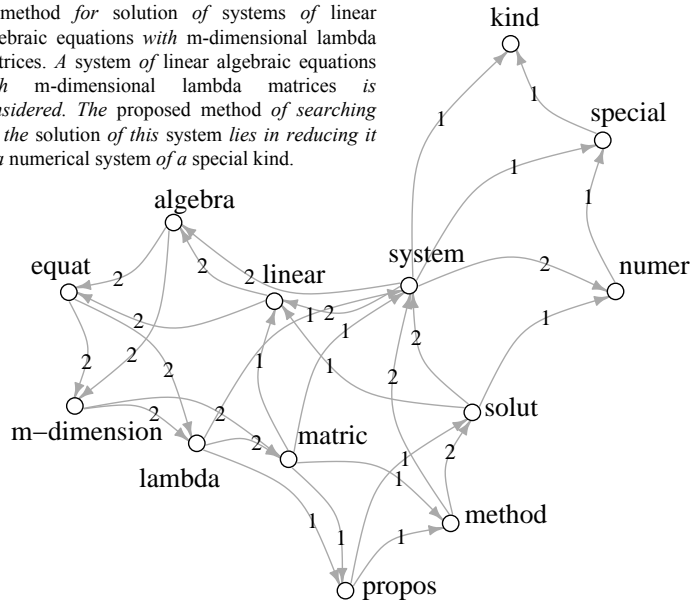 method for solution of systems of linear
ebraic equations with m-dimensional lambda
trices. A system of linear algebraic equations
h m-dimensional lambda matrices is
nsidered. The proposed method of searching
the solution of this system lies in reducing it
a numerical system of a special kind.
kind
1
1
special
1
1
algebra
system
equat
linear
numer
2
2
2
2
2
1
2
1
1
2
2
2
1
2
1
2
m−dimension
2
2
2
solut
matric
lambda
1
1
2
method
1
1
1
propos